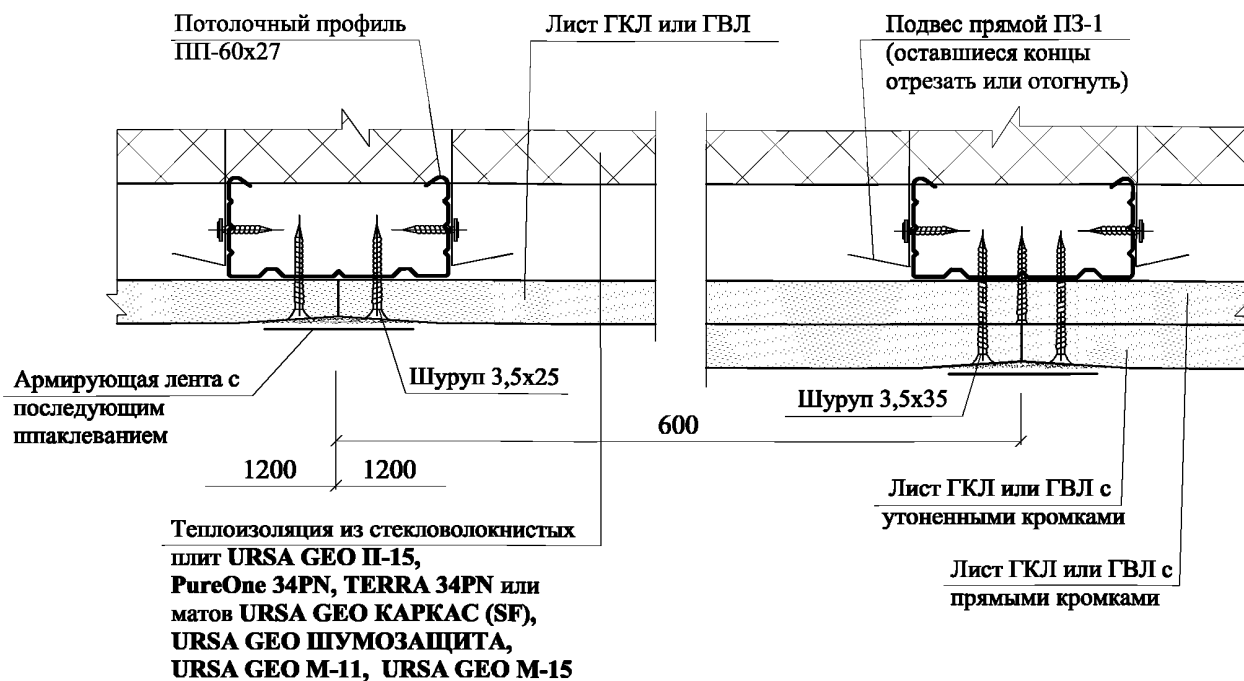 Потолочный профиль
ПП-60х27
Лист ГКЛ или ГВЛ
Подвес прямой ПЗ-1
(оставшиеся концы
отрезать или отогнуть)
Армирующая лента с
последующим
шпаклеванием
Шуруп 3,5х25
Шуруп 3,5х35
600
1200
1200
Лист ГКЛ или ГВЛ с
утоненными кромками
Лист ГКЛ или ГВЛ с
прямыми кромками
Теплоизоляция из стекловолокнистых
плит URSA GEO П-15,
PureOne 34PN, TERRA 34PN или
матов URSA GEO КАРКАС (SF),
URSA GEO ШУМОЗАЩИТА,
URSA GEO М-11, URSA GEO М-15